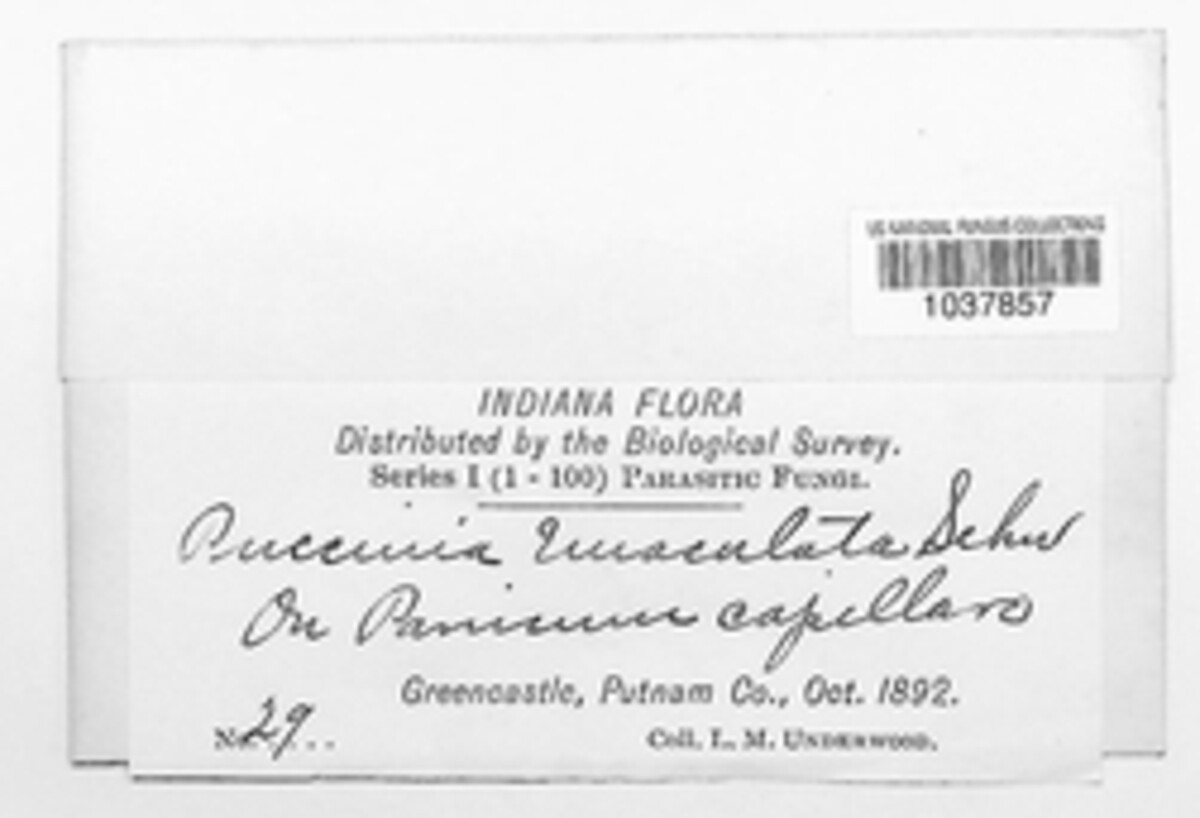 US NATIONAL FUNGUS COLLECTIONS
1037857
INDIANA FLORA
Distributed by the Biological Survey.
Series I (1 - 100) PARASITIC FUNGI.
Puccinia Emaculata Schw
On Panicum capillare
Greencastle, Putnam Co., Oct. 1892.
No. 29 . . .
Coll. L. M. UNDERWOOD.